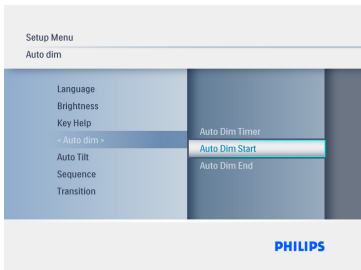 Setup Menu
Auto dim
Language
Brightness
Key Help
< Auto dim >
Auto Tilt
Sequence
Transition
Auto Dim Timer
Auto Dim Start
Auto Dim End
PHILIPS